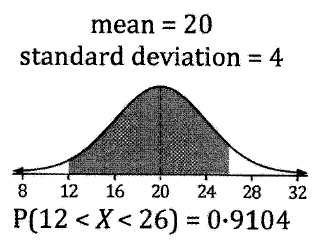 mean = 20
standard deviation = 4
8 12 16 20 24 28 32
P(12 < X < 26) = 0·9104